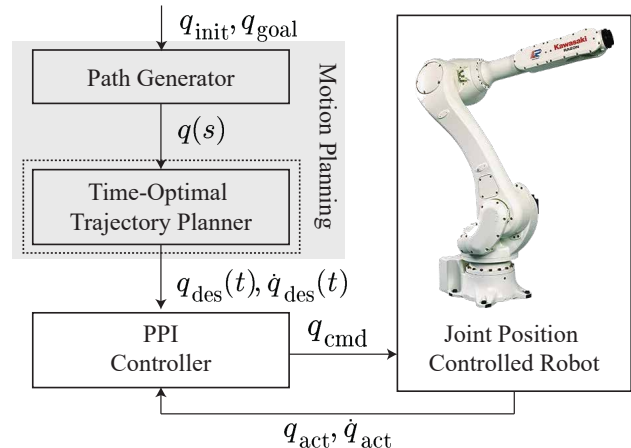 q_init, q_goal
Path Generator
q(s)
Time-Optimal
Trajectory Planner
Motion Planning
q_des(t), q̇_des(t)
PPI
Controller
q_cmd
Kawasaki
Joint Position
Controlled Robot
q_act, q̇_act